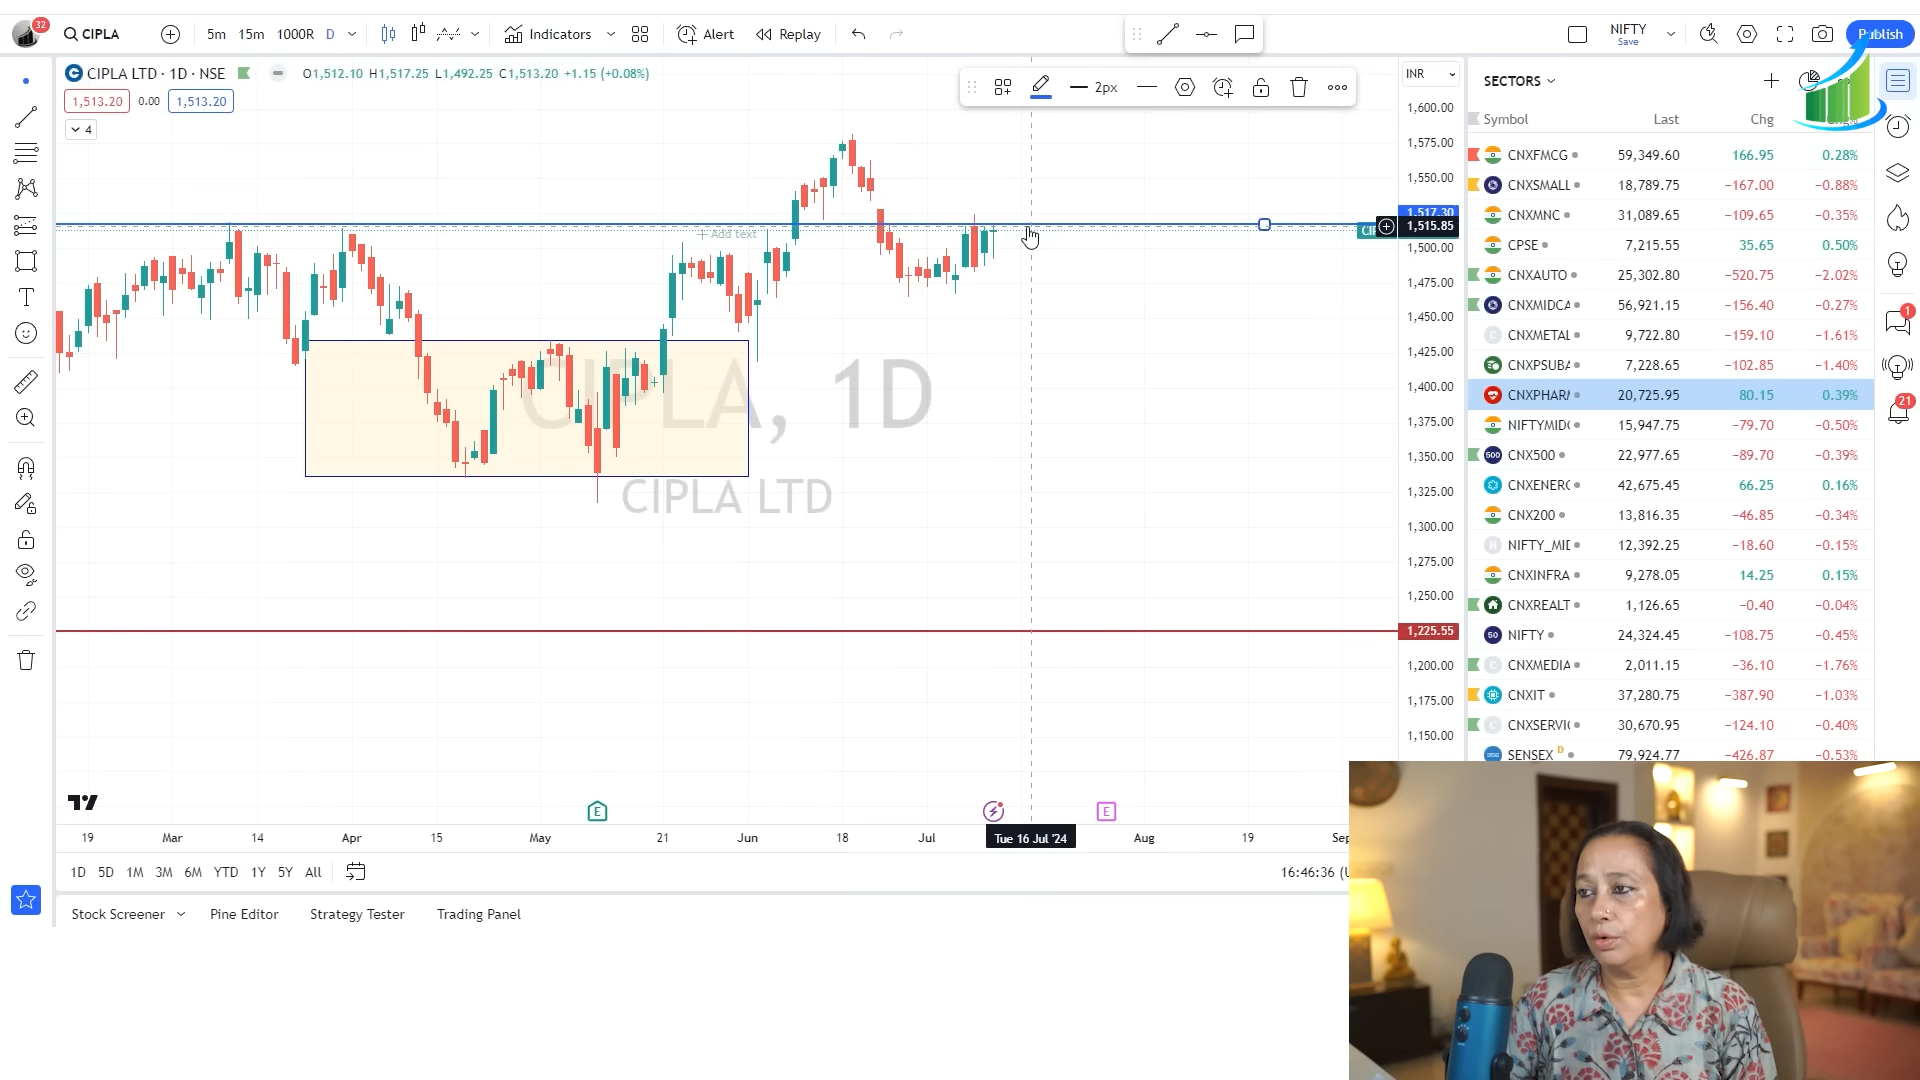 32
CIPLA
5m 15m 1000R D
Indicators
Alert
Replay
NIFTY
Save
Publish
CIPLA LTD · 1D · NSE
O1,512.10 H1,517.25 L1,492.25 C1,513.20 +1.15 (+0.08%)
1,513.20 0.00 1,513.20
4
2px
INR
1,600.00
1,575.00
1,550.00
1,517.30
1,515.85
1,500.00
1,475.00
1,450.00
1,425.00
1,400.00
1,375.00
1,350.00
1,325.00
1,300.00
1,275.00
1,250.00
1,225.55
1,200.00
1,175.00
1,150.00
+ Add text
CIPLA, 1D
CIPLA LTD
E
E
19 Mar 14 Apr 15 May 21 Jun 18 Jul Tue 16 Jul '24 Aug 19 Sep
1D 5D 1M 3M 6M YTD 1Y 5Y All
16:46:36 (U
Stock Screener Pine Editor Strategy Tester Trading Panel
SECTORS
Symbol Last Chg
CNXFMCG 59,349.60 166.95 0.28%
CNXSMALL 18,789.75 −167.00 −0.88%
CNXMNC 31,089.65 −109.65 −0.35%
CPSE 7,215.55 35.65 0.50%
CNXAUTO 25,302.80 −520.75 −2.02%
CNXMIDCA 56,921.15 −156.40 −0.27%
CNXMETAL 9,722.80 −159.10 −1.61%
CNXPSUBA 7,228.65 −102.85 −1.40%
CNXPHARM 20,725.95 80.15 0.39%
NIFTYMIDC 15,947.75 −79.70 −0.50%
500 CNX500 22,977.65 −89.70 −0.39%
CNXENERG 42,675.45 66.25 0.16%
CNX200 13,816.35 −46.85 −0.34%
NIFTY_MID 12,392.25 −18.60 −0.15%
CNXINFRA 9,278.05 14.25 0.15%
CNXREALT 1,126.65 −0.40 −0.04%
50 NIFTY 24,324.45 −108.75 −0.45%
CNXMEDIA 2,011.15 −36.10 −1.76%
CNXIT 37,280.75 −387.90 −1.03%
CNXSERVIC 30,670.95 −124.10 −0.40%
SENSEX D 79,924.77 −426.87 −0.53%
1
21